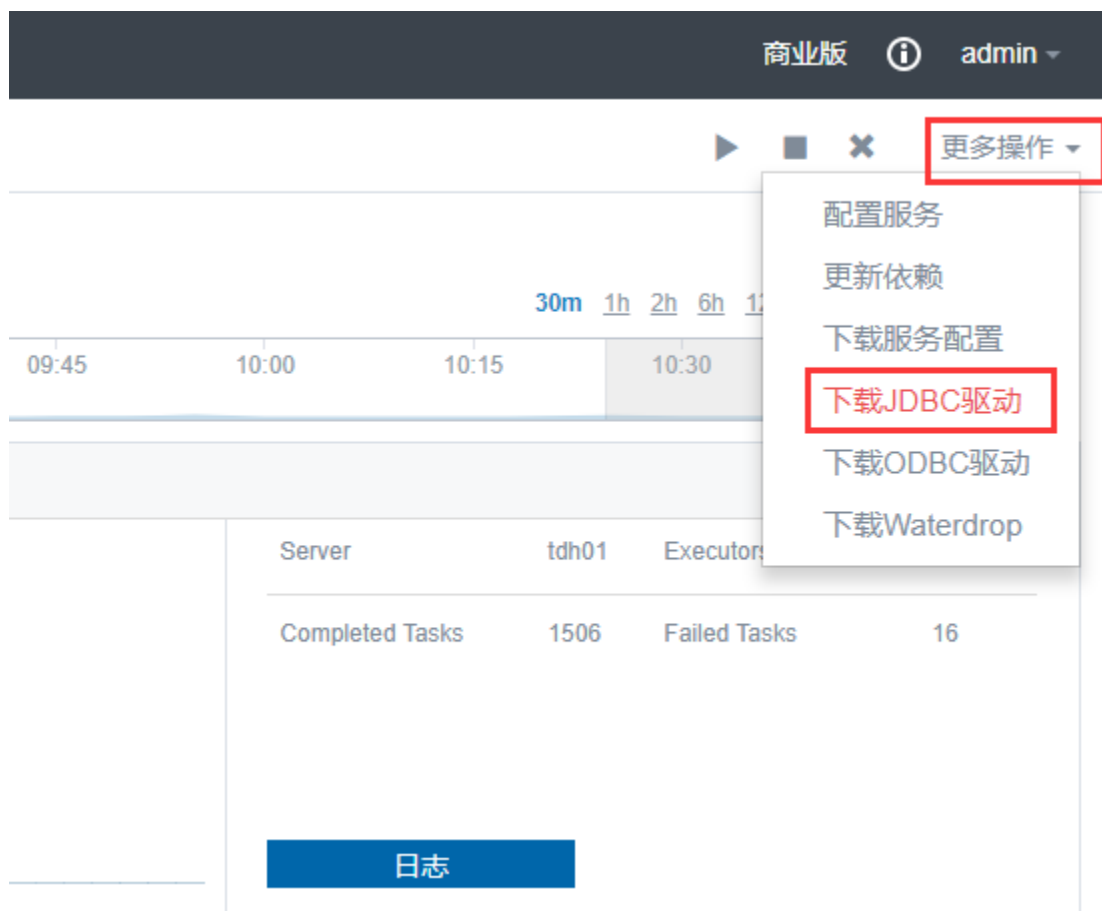 商业版 admin
更多操作
配置服务
更新依赖
30m 1h 2h 6h
下载服务配置
09:45 10:00 10:15 10:30
下载JDBC驱动
下载ODBC驱动
下载Waterdrop
Server tdh01 Executors
Completed Tasks 1506 Failed Tasks 16
日志